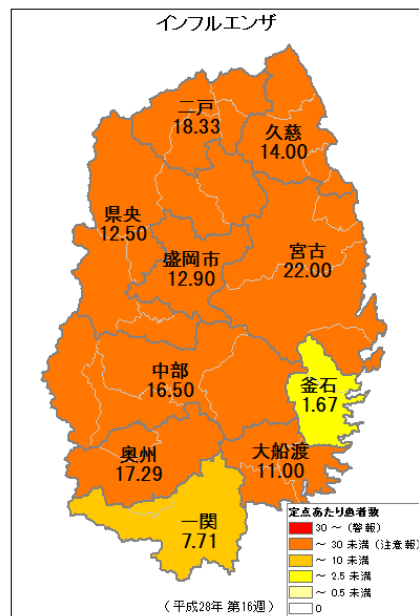 インフルエンザ
二戸
18.33
久慈
14.00
県央
12.50
盛岡市
12.90
宮古
22.00
中部
16.50
釜石
1.67
奥州
17.29
大船渡
11.00
一関
7.71
定点あたり患者数
30 ～ (警報)
～ 30 未満 (注意報)
～ 10 未満
～ 2.5 未満
～ 0.5 未満
0
(平成28年 第16週)